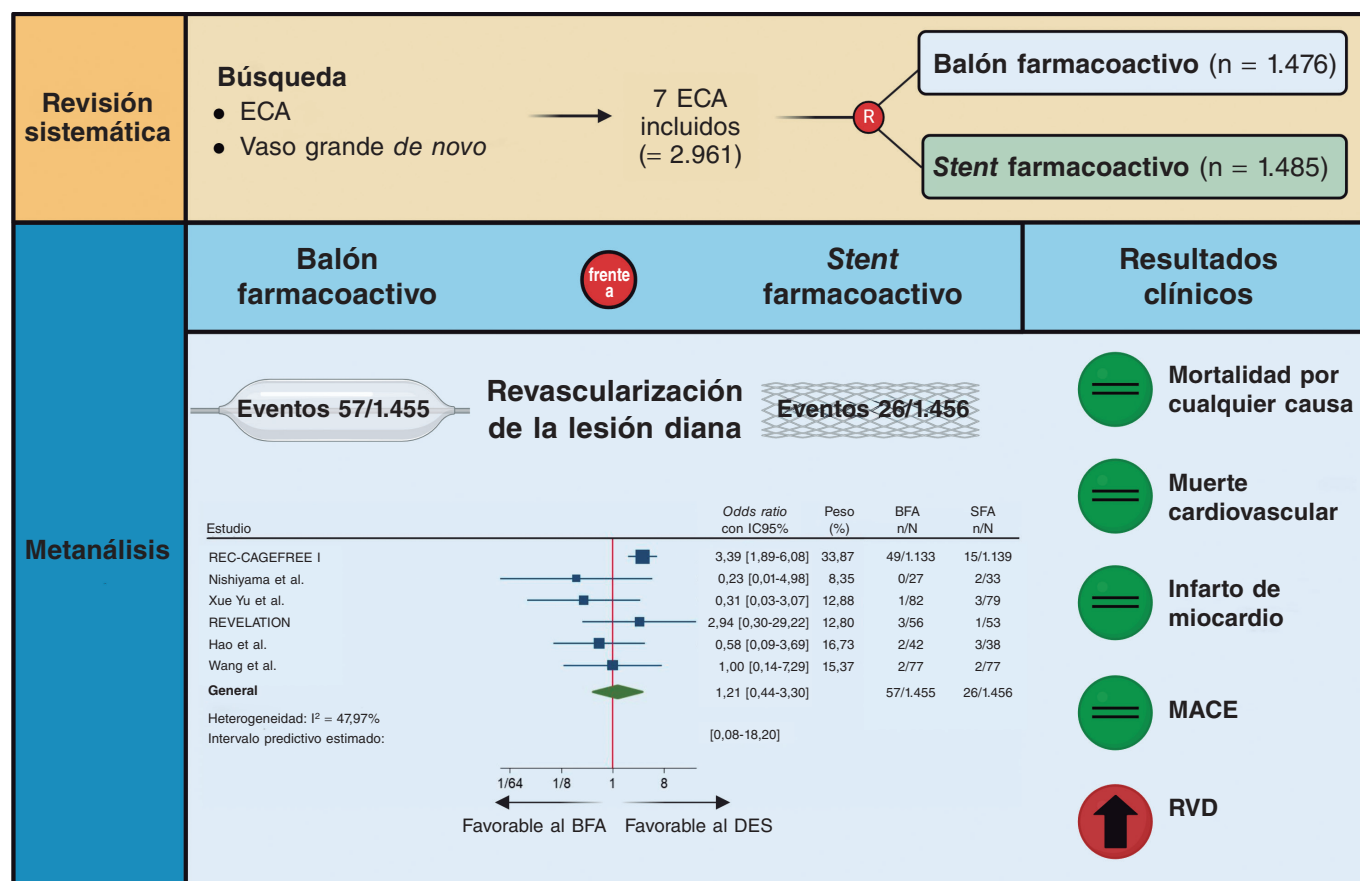 Revisión
sistemática
Búsqueda
• ECA
• Vaso grande de novo
7 ECA
incluidos
(= 2.961)
R
Balón farmacoactivo (n = 1.476)
Stent farmacoactivo (n = 1.485)
Metanálisis
Balón
farmacoactivo
frente
a
Stent
farmacoactivo
Resultados
clínicos
Eventos 57/1.455
Revascularización
de la lesión diana
Eventos 26/1.456
Estudio Odds ratio con IC95% Peso (%) BFA n/N SFA n/N
REC-CAGEFREE I 3,39 [1,89-6,08] 33,87 49/1.133 15/1.139
Nishiyama et al. 0,23 [0,01-4,98] 8,35 0/27 2/33
Xue Yu et al. 0,31 [0,03-3,07] 12,88 1/82 3/79
REVELATION 2,94 [0,30-29,22] 12,80 3/56 1/53
Hao et al. 0,58 [0,09-3,69] 16,73 2/42 3/38
Wang et al. 1,00 [0,14-7,29] 15,37 2/77 2/77
General 1,21 [0,44-3,30] 57/1.455 26/1.456
Heterogeneidad: I² = 47,97%
Intervalo predictivo estimado: [0,08-18,20]
1/64 1/8 1 8
Favorable al BFA Favorable al DES
Mortalidad por
cualquier causa
Muerte
cardiovascular
Infarto de
miocardio
MACE
RVD